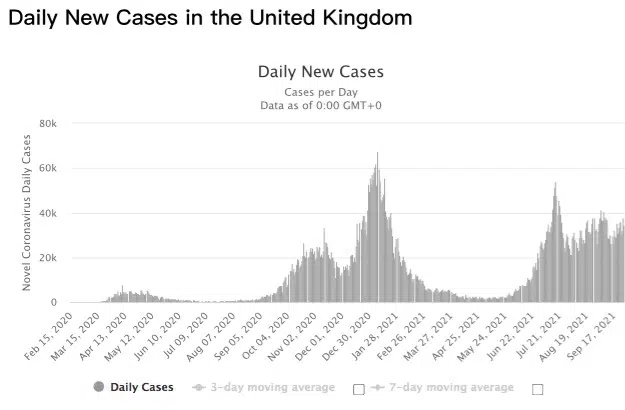 Daily New Cases in the United Kingdom
Daily New Cases
Cases per Day
Data as of 0:00 GMT+0
Novel Coronavirus Daily Cases
80k
60k
40k
20k
0
Feb 15, 2020
Mar 15, 2020
Apr 13, 2020
May 12, 2020
Jun 10, 2020
Jul 09, 2020
Aug 07, 2020
Sep 05, 2020
Oct 04, 2020
Nov 02, 2020
Dec 01, 2020
Dec 30, 2020
Jan 28, 2021
Feb 26, 2021
Mar 27, 2021
Apr 25, 2021
May 24, 2021
Jun 22, 2021
Jul 21, 2021
Aug 19, 2021
Sep 17, 2021
Daily Cases
3-day moving average
7-day moving average